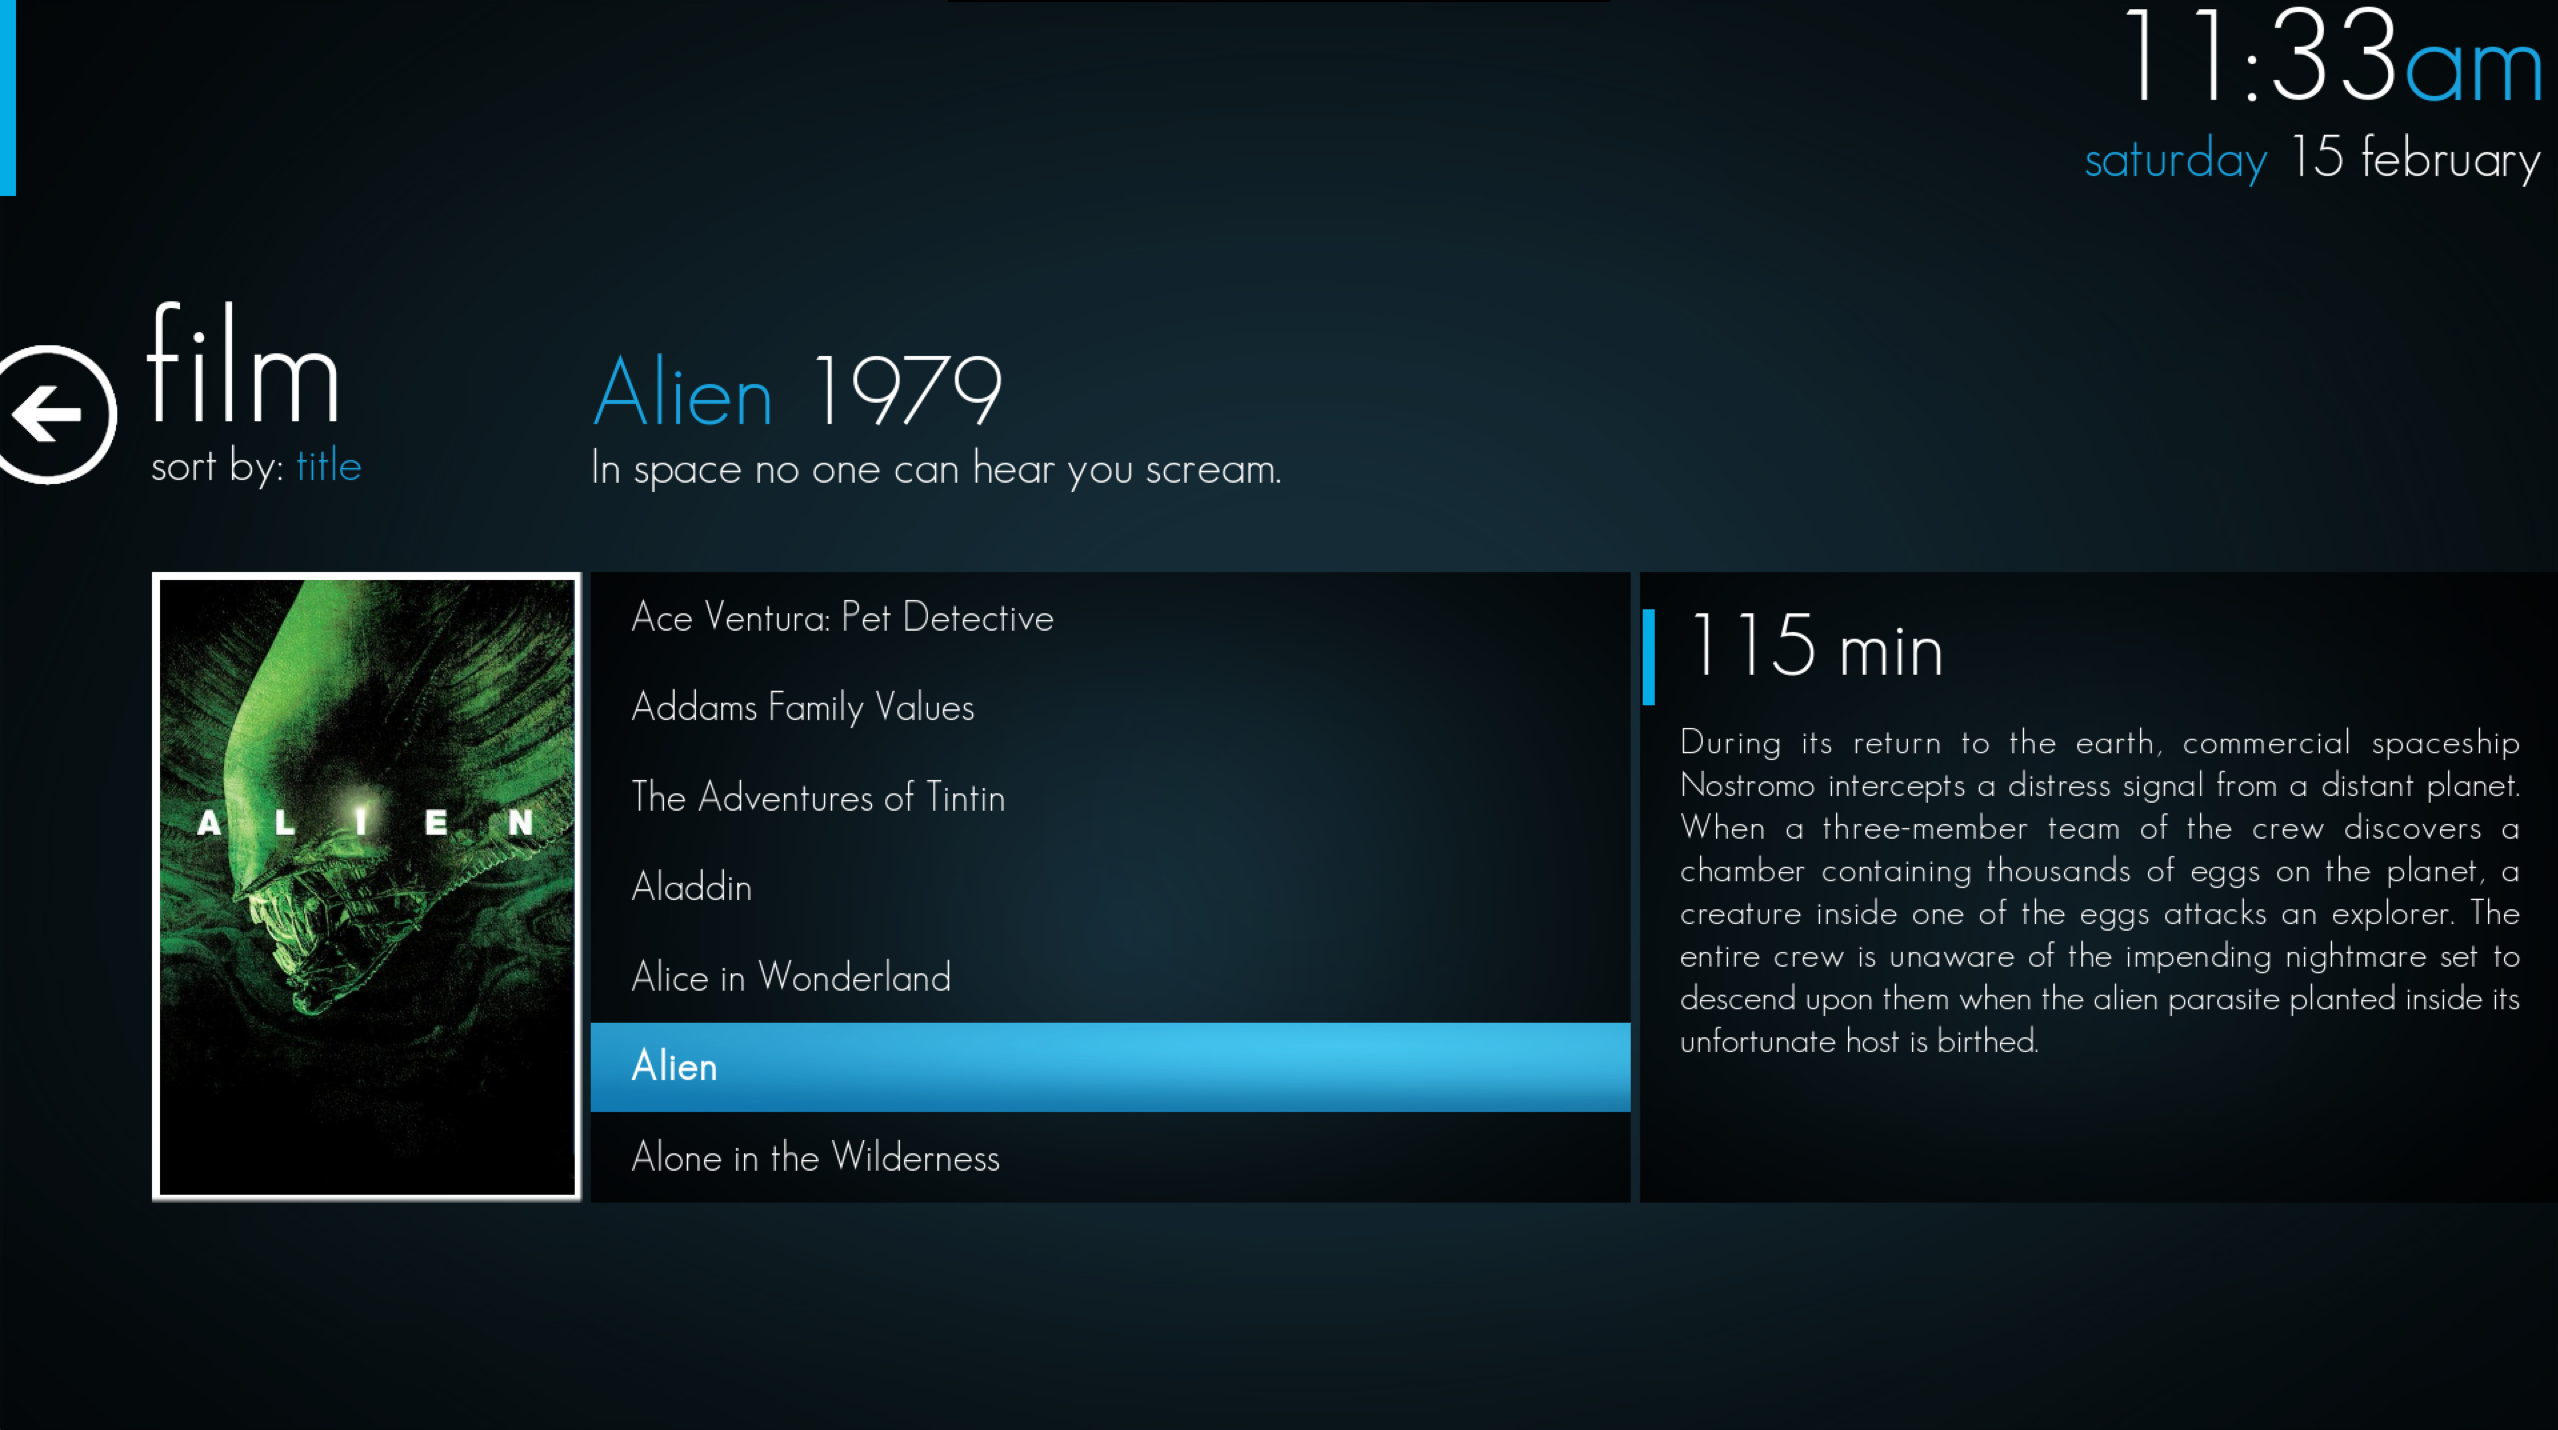 11:33am
saturday 15 february
film
sort by: title
Alien 1979
In space no one can hear you scream.
A L I E N
Ace Ventura: Pet Detective
Addams Family Values
The Adventures of Tintin
Aladdin
Alice in Wonderland
Alien
Alone in the Wilderness
115 min
During its return to the earth, commercial spaceship
Nostromo intercepts a distress signal from a distant planet.
When a three-member team of the crew discovers a
chamber containing thousands of eggs on the planet, a
creature inside one of the eggs attacks an explorer. The
entire crew is unaware of the impending nightmare set to
descend upon them when the alien parasite planted inside its
unfortunate host is birthed.